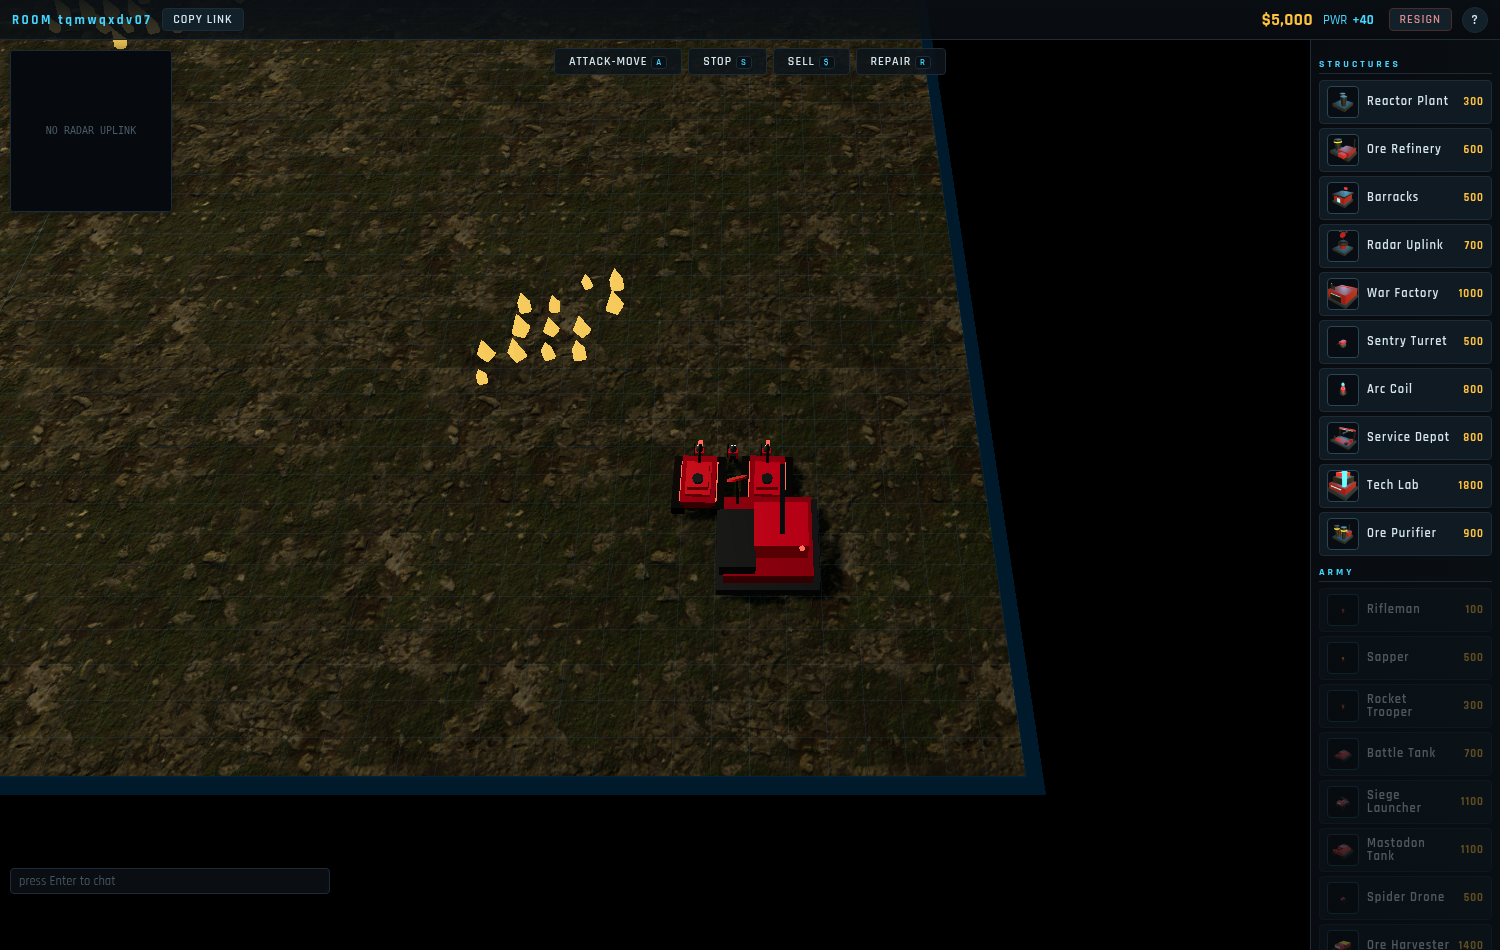 ROOM tqmwqxdv07
COPY LINK
$5,000
PWR +40
RESIGN
?
ATTACK-MOVE A
STOP S
SELL $
REPAIR R
NO RADAR UPLINK
STRUCTURES
Reactor Plant 300
Ore Refinery 600
Barracks 500
Radar Uplink 700
War Factory 1000
Sentry Turret 500
Arc Coil 800
Service Depot 800
Tech Lab 1800
Ore Purifier 900
ARMY
Rifleman 100
Sapper 500
Rocket
Trooper 300
Battle Tank 700
Siege
Launcher 1100
Mastodon
Tank 1100
Spider Drone 500
Ore Harvester 1400
press Enter to chat